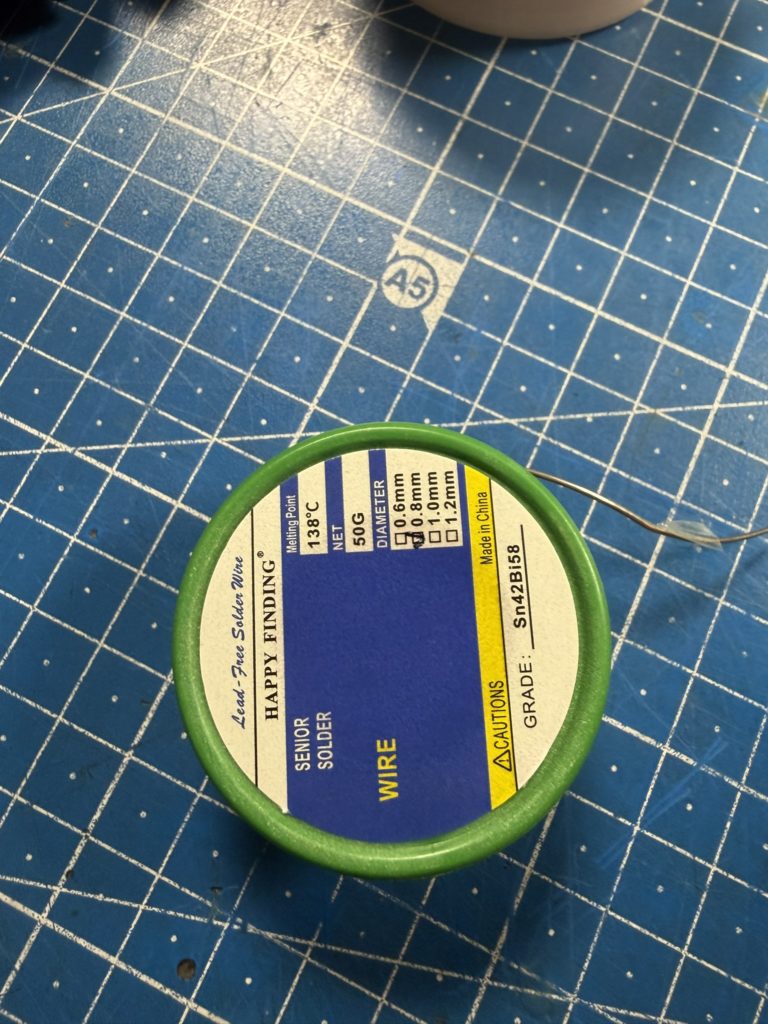 A5
Lead-Free Solder Wire
HAPPY FINDING®
Melting Point
138°C
NET
50G
DIAMETER
0.6mm
0.8mm
1.0mm
1.2mm
SENIOR
SOLDER
WIRE
⚠CAUTIONS Made in China
GRADE: Sn42Bi58